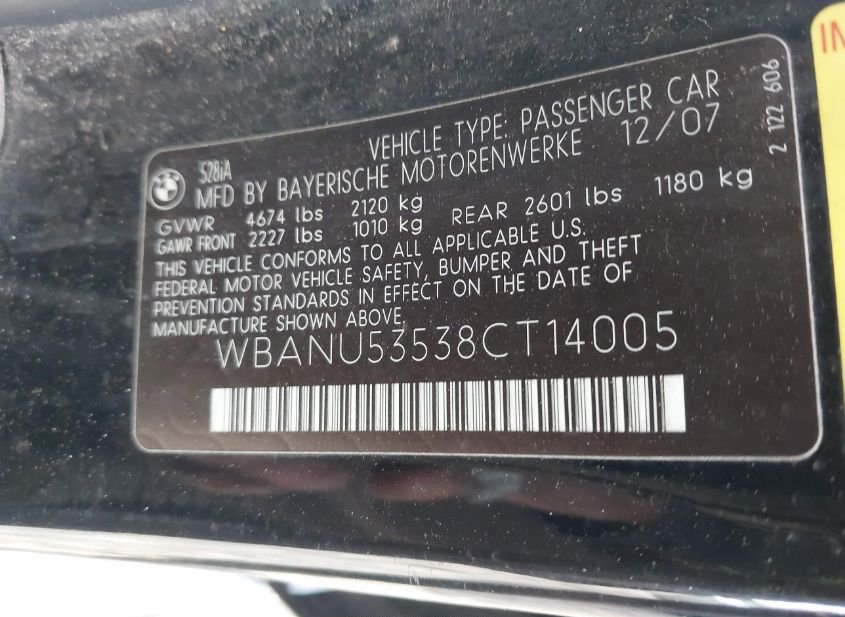 VEHICLE TYPE: PASSENGER CAR
528iA
MFD BY BAYERISCHE MOTORENWERKE 12/07
GVWR 4674 lbs 2120 kg
GAWR FRONT 2227 lbs 1010 kg REAR 2601 lbs 1180 kg
THIS VEHICLE CONFORMS TO ALL APPLICABLE U.S.
FEDERAL MOTOR VEHICLE SAFETY, BUMPER AND THEFT
PREVENTION STANDARDS IN EFFECT ON THE DATE OF
MANUFACTURE SHOWN ABOVE.
WBANU53538CT14005
2 122 606